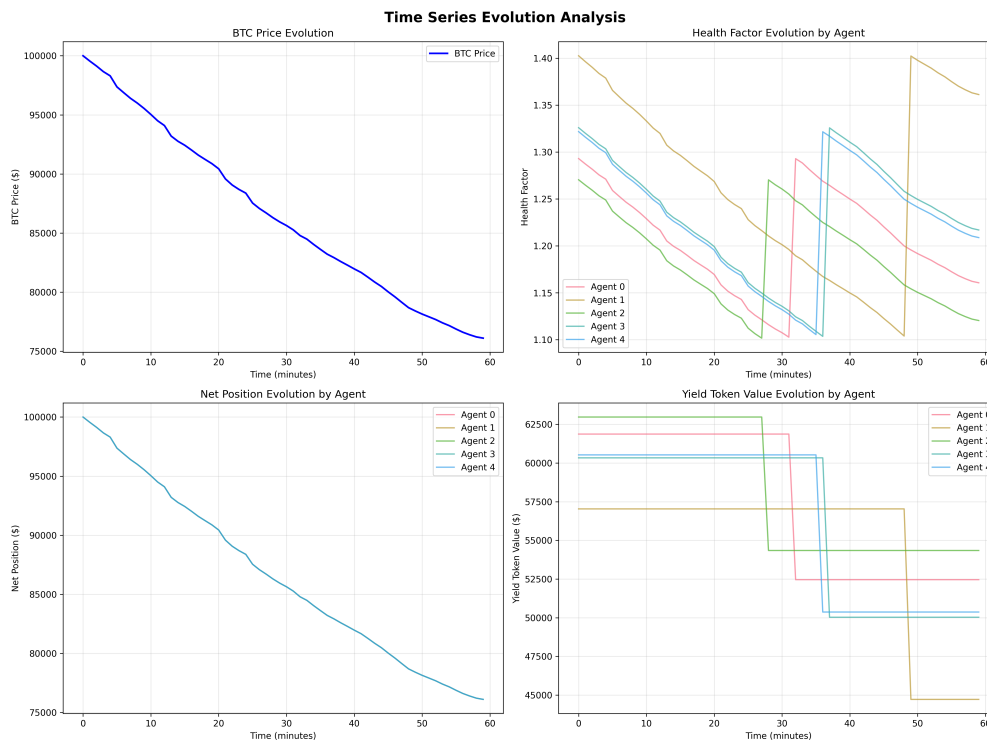 Time Series Evolution Analysis
BTC Price Evolution
BTC Price ($)
100000
95000
90000
85000
80000
75000
0 10 20 30 40 50 60
Time (minutes)
BTC Price
Health Factor Evolution by Agent
Health Factor
1.40
1.35
1.30
1.25
1.20
1.15
1.10
0 10 20 30 40 50 60
Time (minutes)
Agent 0
Agent 1
Agent 2
Agent 3
Agent 4
Net Position Evolution by Agent
Net Position ($)
100000
95000
90000
85000
80000
75000
0 10 20 30 40 50 60
Time (minutes)
Agent 0
Agent 1
Agent 2
Agent 3
Agent 4
Yield Token Value Evolution by Agent
Yield Token Value ($)
62500
60000
57500
55000
52500
50000
47500
45000
0 10 20 30 40 50
Time (minutes)
Agent
Agent
Agent
Agent
Agent